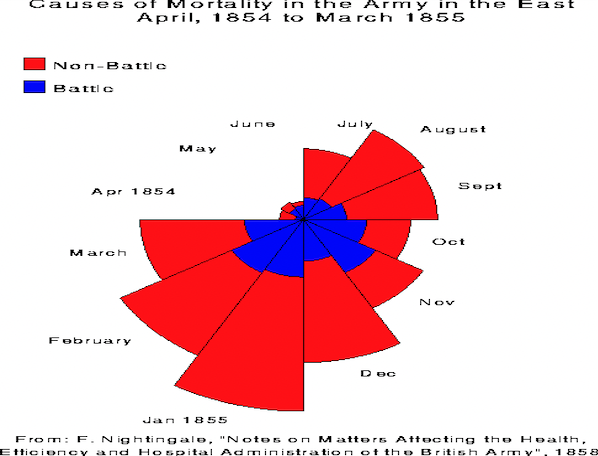 Causes of Mortality in the Army in the East
April, 1854 to March 1855
Non-Battle
Battle
June
July
August
May
Apr 1854
Sept
March
Oct
Nov
February
Dec
Jan 1855
From: F. Nightingale, "Notes on Matters Affecting the Health,
Efficiency and Hospital Administration of the British Army", 1858